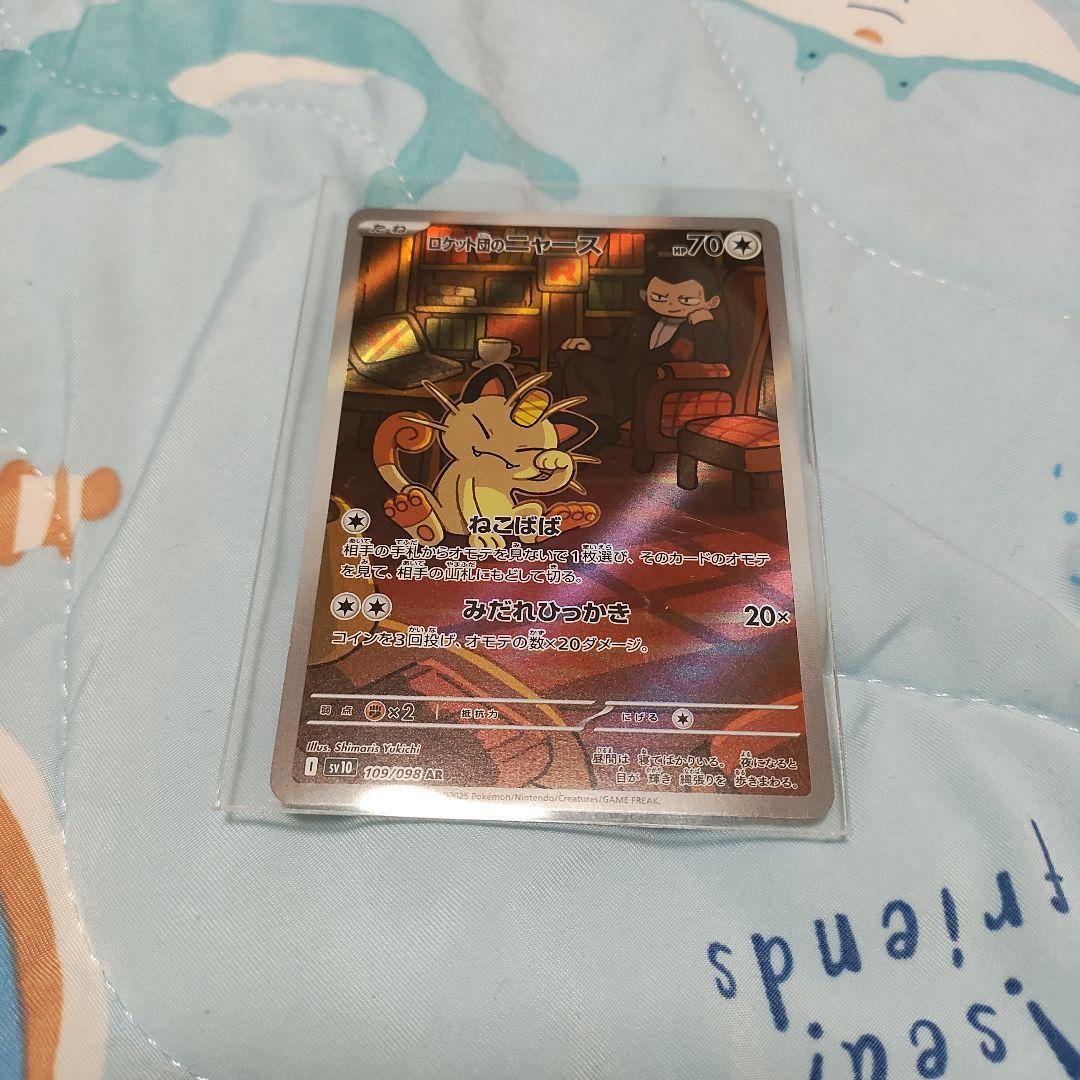 たね
ロケット団のニャース
HP70
R
ねこばば
相手の手札からオモテを見ないで1枚選び、そのカードのオモテ
を見て、相手の山札にもどして切る。
みだれひっかき 20×
コインを3回投げ、オモテの数×20ダメージ。
弱点 ×2 抵抗力 にげる
Illus. Shimaris Yukichi
I sv10 109/098 AR
昼間は 寝てばかりいる。 夜になると
目が 輝き 縄張りを 歩きまわる。
©2025 Pokémon/Nintendo/Creatures/GAME FREAK.
friends
friends